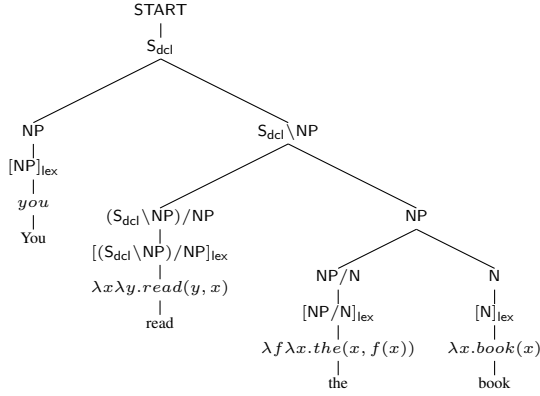 START
S_dcl
NP S_dcl\NP
[NP]_lex
you
You
(S_dcl\NP)/NP NP
[(S_dcl\NP)/NP]_lex
λxλy.read(y, x)
read
NP/N N
[NP/N]_lex [N]_lex
λfλx.the(x, f(x)) λx.book(x)
the book